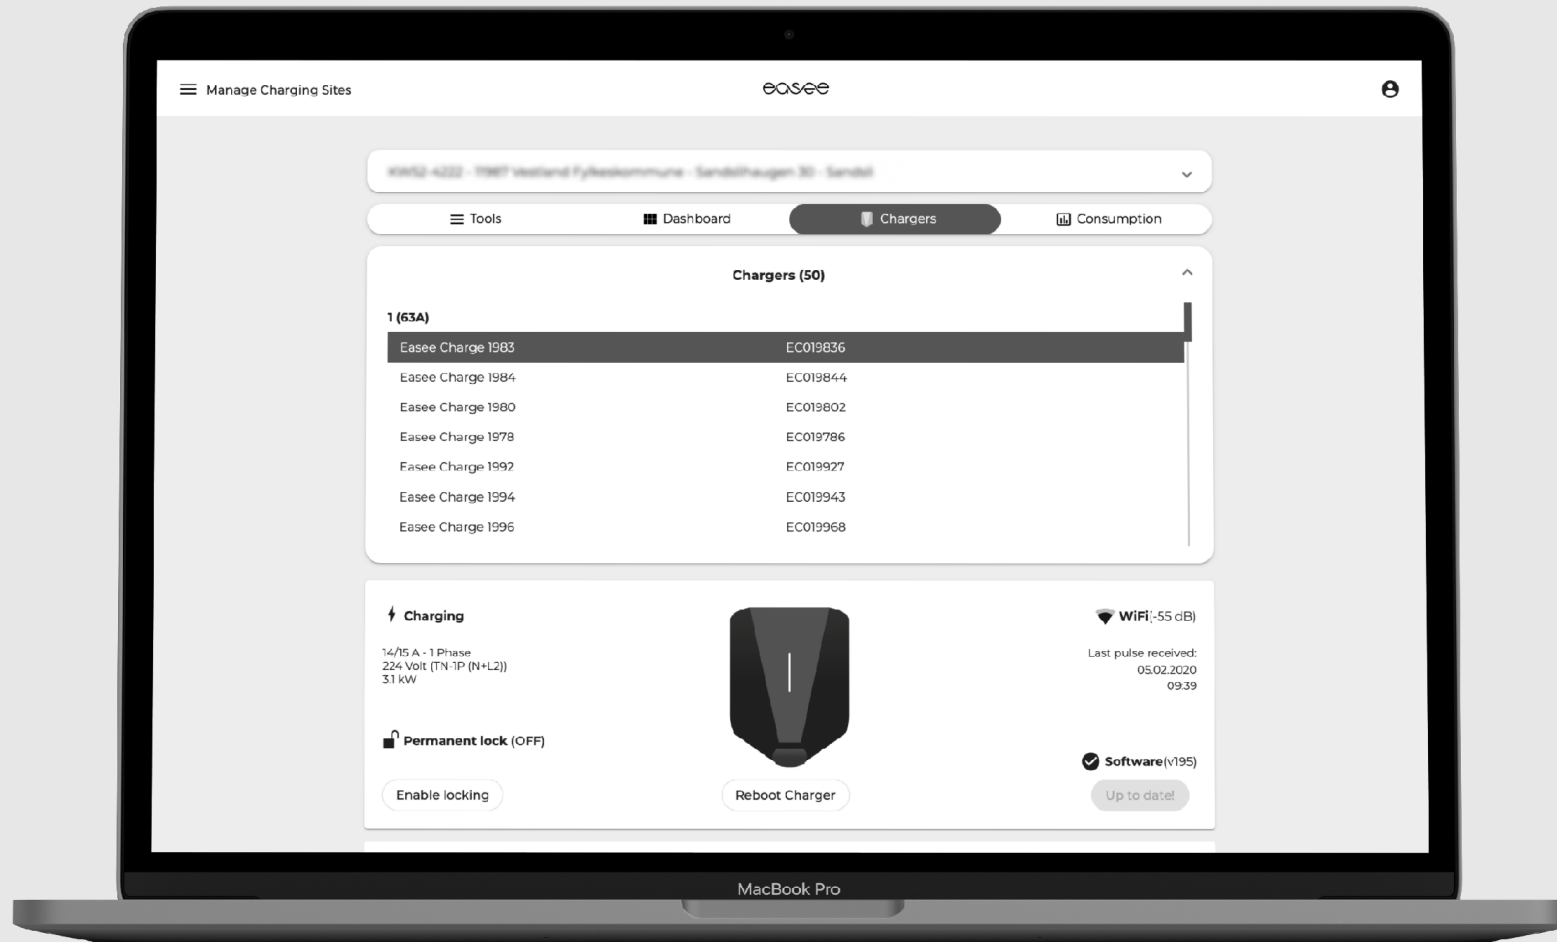 Manage Charging Sites
easee
Tools
Dashboard
Chargers
Consumption
Chargers (50)
1 (63A)
Easee Charge 1983 EC019836
Easee Charge 1984 EC019844
Easee Charge 1980 EC019802
Easee Charge 1978 EC019786
Easee Charge 1992 EC019927
Easee Charge 1994 EC019943
Easee Charge 1996 EC019968
Charging
14/15 A - 1 Phase
224 Volt (TN-1P (N+L2))
3.1 kW
Permanent lock (OFF)
Enable locking
Reboot Charger
WiFi(-55 dB)
Last pulse received:
05.02.2020
09:39
Software(v195)
Up to date!
MacBook Pro